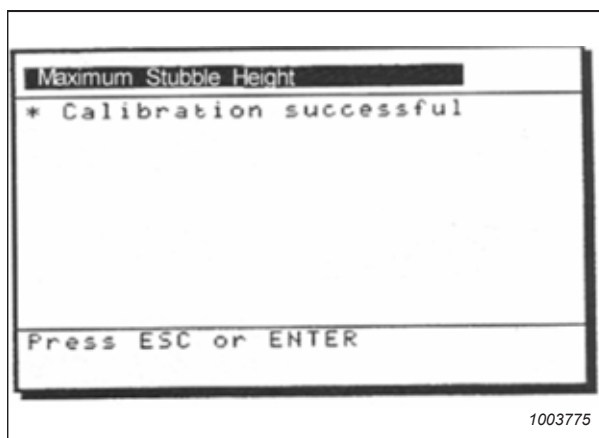 Maximum Stubble Height
* Calibration successful
Press ESC or ENTER
1003775